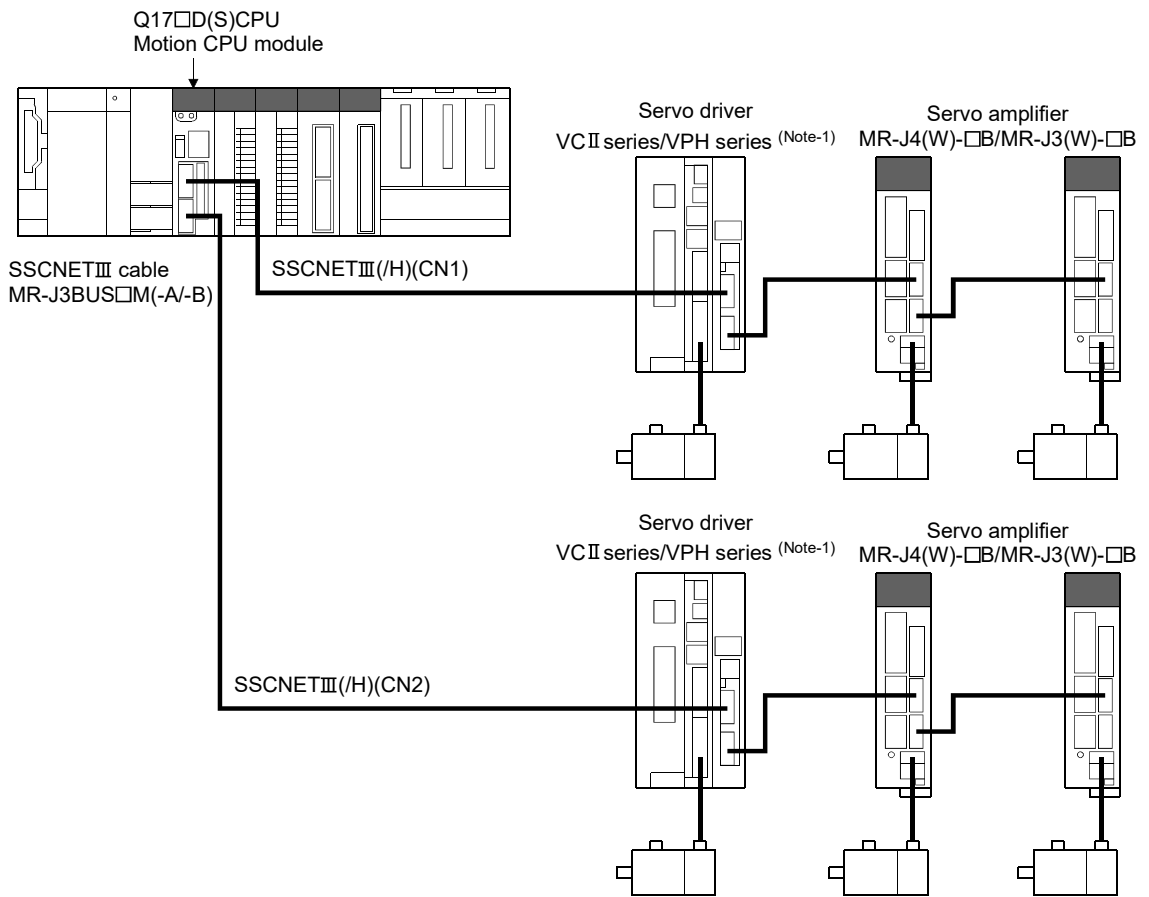 Q17□D(S)CPU
Motion CPU module
Servo driver
VCⅡ series/VPH series (Note-1)
Servo amplifier
MR-J4(W)-□B/MR-J3(W)-□B
SSCNETⅢ cable
MR-J3BUS□M(-A/-B)
SSCNETⅢ(/H)(CN1)
Servo driver
VCⅡ series/VPH series (Note-1)
Servo amplifier
MR-J4(W)-□B/MR-J3(W)-□B
SSCNETⅢ(/H)(CN2)